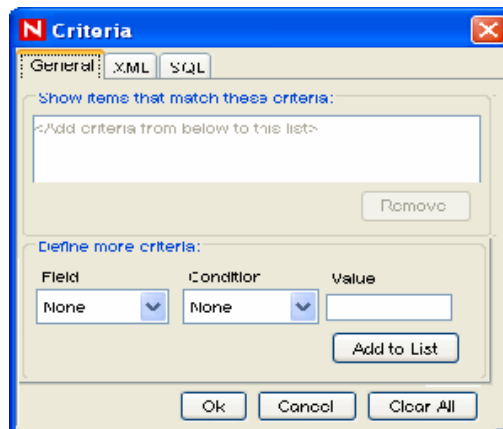 N Criteria
General XML SQL
Show items that match these criteria:
<Add criteria from below to this list>
Remove
Define more criteria:
Field Condition Value
None None
Add to List
Ok Cancel Clear All